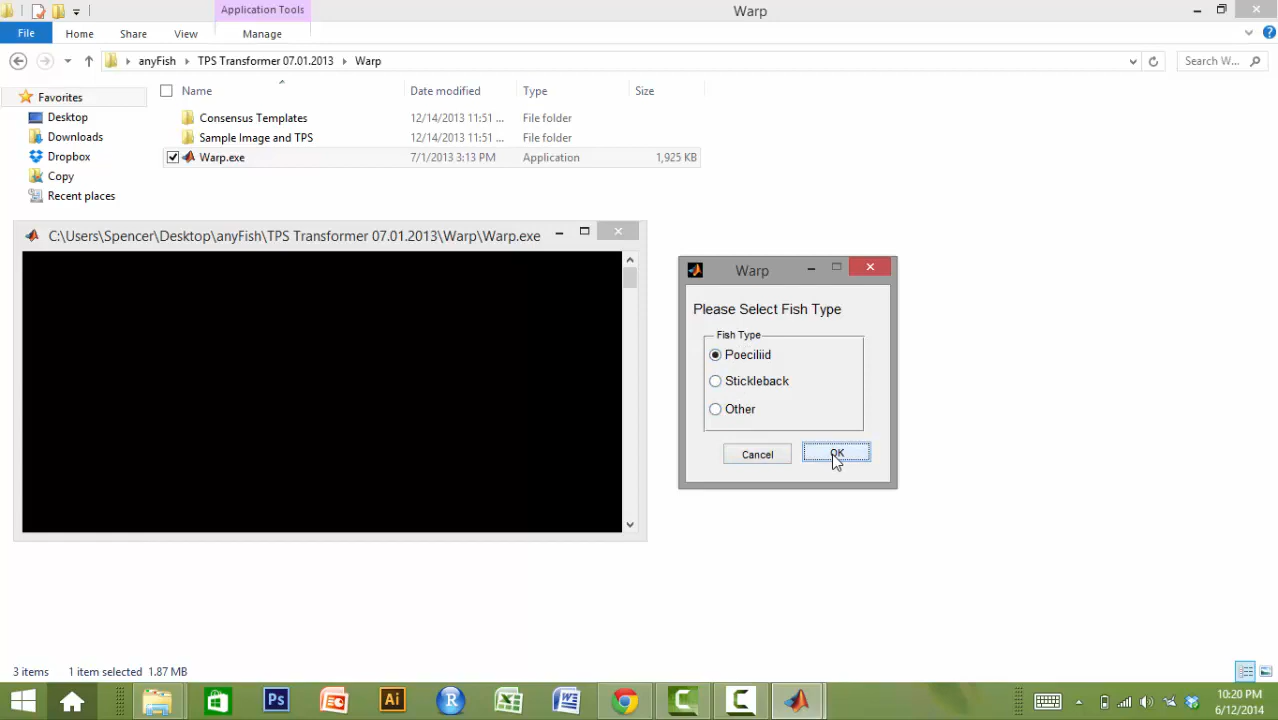 Application Tools
Warp
File
Home
Share
View
Manage
anyFish
TPS Transformer 07.01.2013
Warp
Search W...
Favorites
Desktop
Downloads
Dropbox
Copy
Recent places
Name
Date modified
Type
Size
Consensus Templates
12/14/2013 11:51 ...
File folder
Sample Image and TPS
12/14/2013 11:51 ...
File folder
Warp.exe
7/1/2013 3:13 PM
Application
1,925 KB
C:\Users\Spencer\Desktop\anyFish\TPS Transformer 07.01.2013\Warp\Warp.exe
Warp
Please Select Fish Type
Fish Type
Poeciliid
Stickleback
Other
Cancel
OK
3 items
1 item selected 1.87 MB
Ps
Ai
R
10:20 PM
6/12/2014